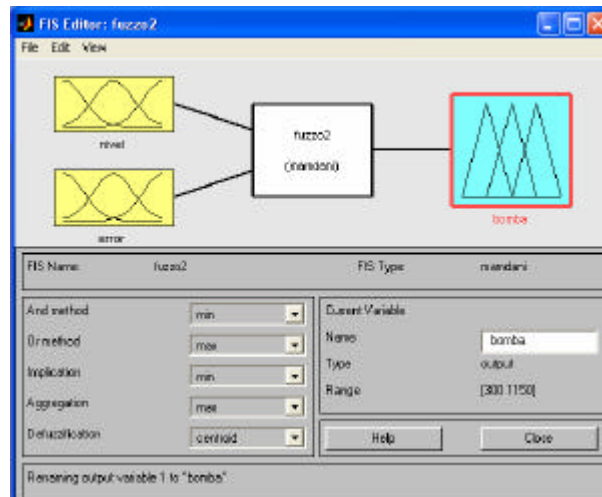 FIS Editor: fuzzo2
File Edit View
nivel
error
fuzzo2
(mamdani)
bomba
FIS Name: fuzzo2 FIS Type mamdani
And method min
Or method max
Implication min
Aggregation max
Defuzzification centroid
Current Variable
Name bomba
Type output
Range [300 1150]
Help Close
Renaming output variable 1 to "bomba"